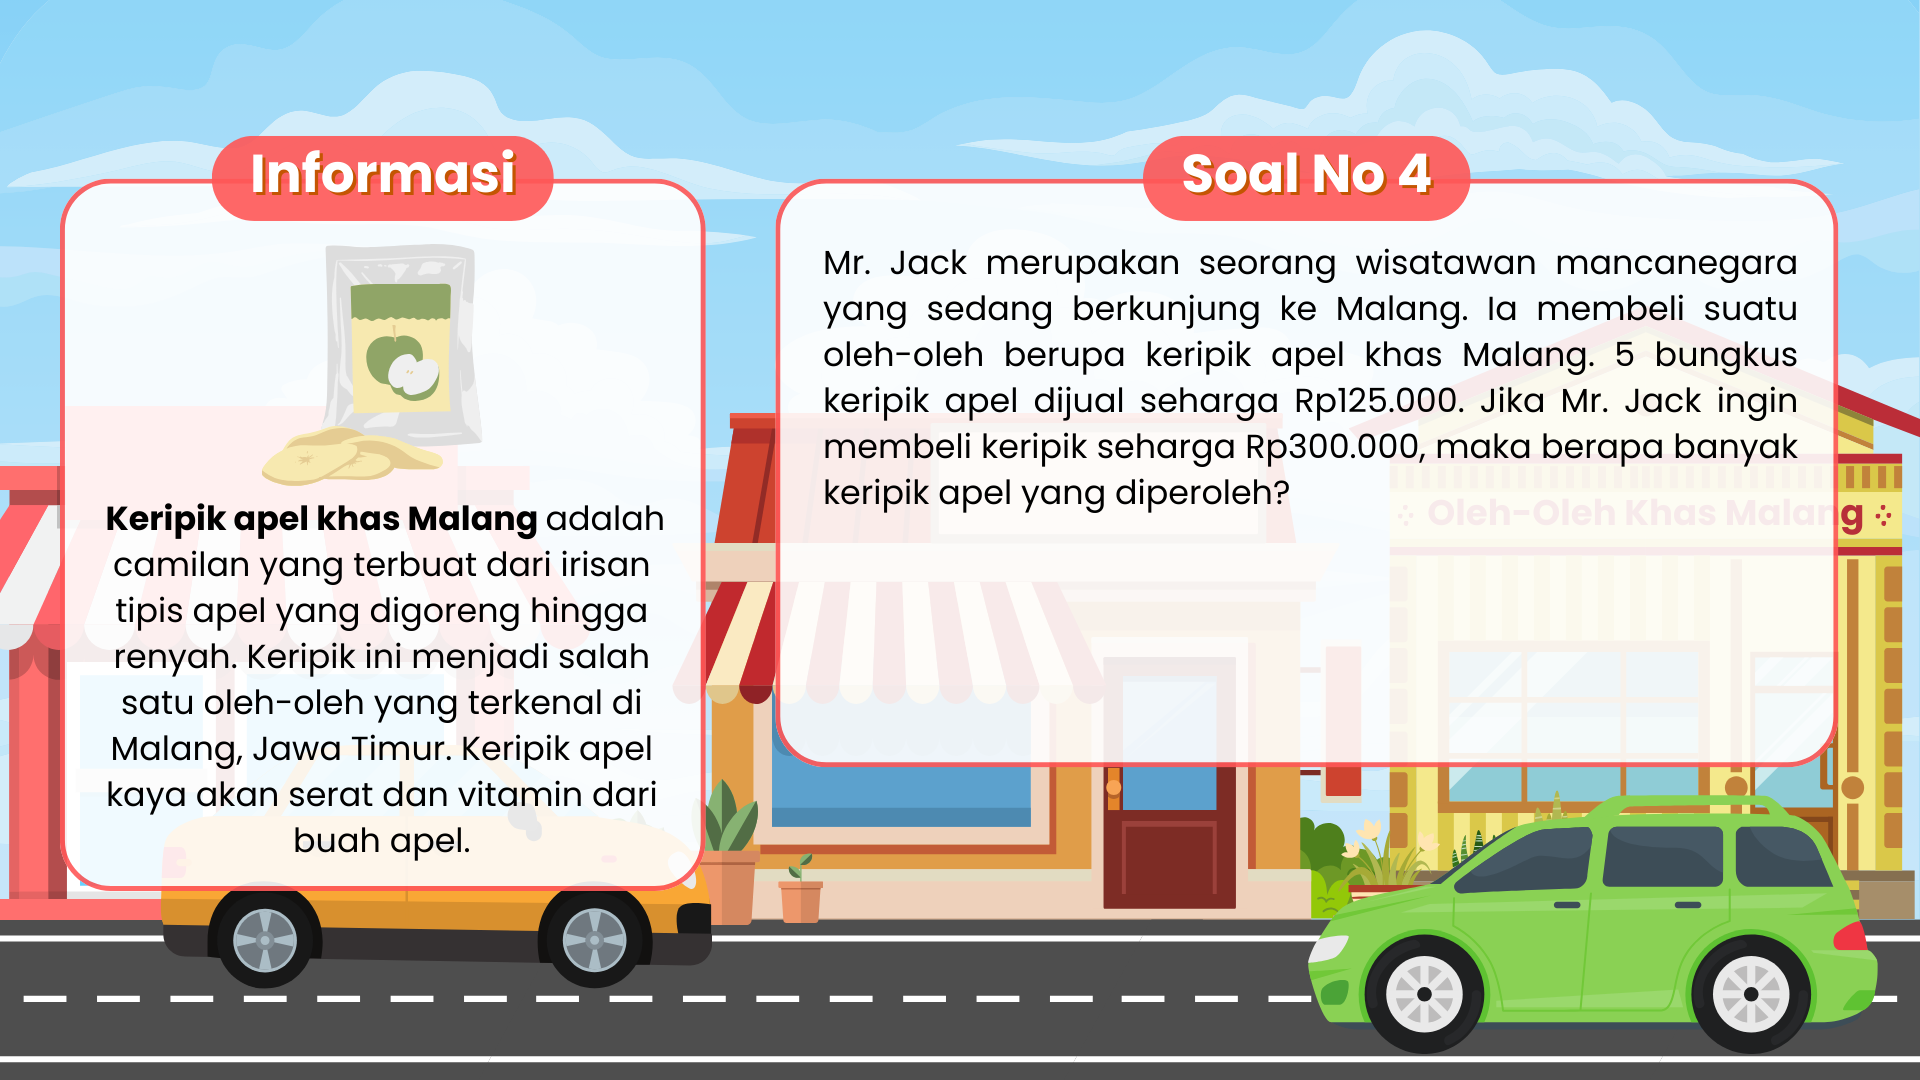 Informasi
Keripik apel khas Malang adalah
camilan yang terbuat dari irisan
tipis apel yang digoreng hingga
renyah. Keripik ini menjadi salah
satu oleh-oleh yang terkenal di
Malang, Jawa Timur. Keripik apel
kaya akan serat dan vitamin dari
buah apel.
Soal No 4
Mr. Jack merupakan seorang wisatawan mancanegara
yang sedang berkunjung ke Malang. Ia membeli suatu
oleh-oleh berupa keripik apel khas Malang. 5 bungkus
keripik apel dijual seharga Rp125.000. Jika Mr. Jack ingin
membeli keripik seharga Rp300.000, maka berapa banyak
keripik apel yang diperoleh?
Oleh-Oleh Khas Malang